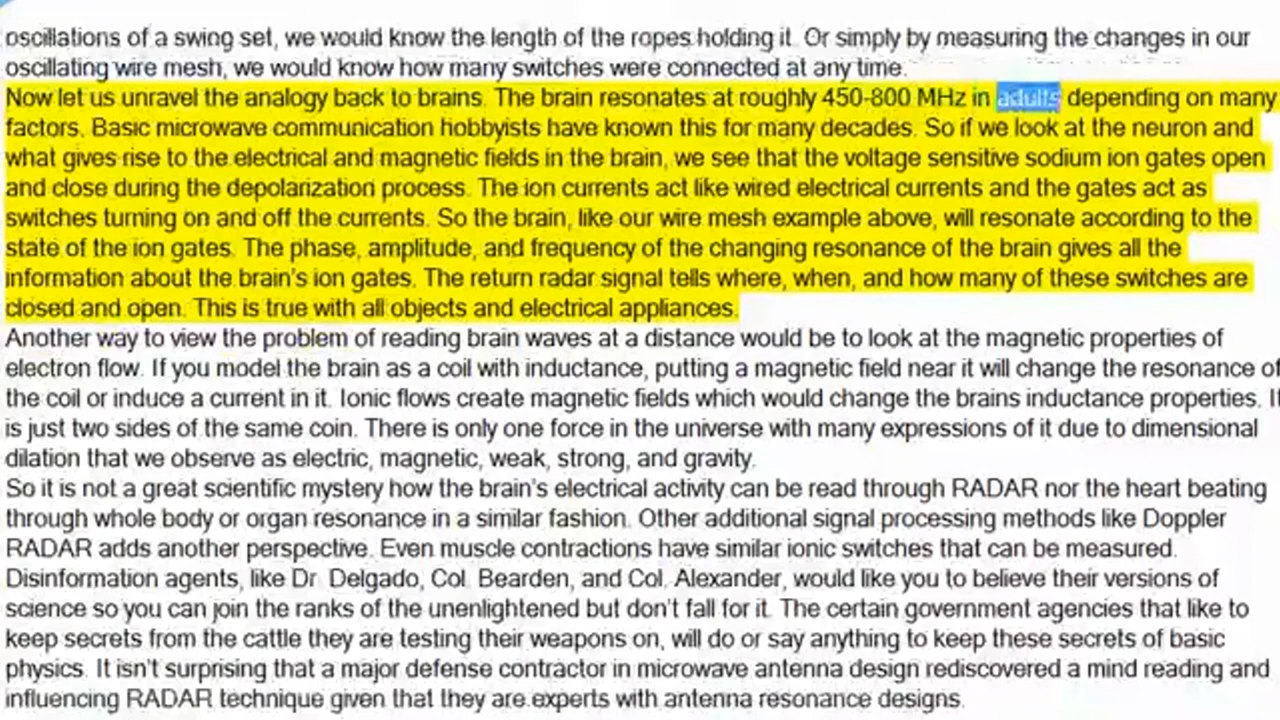 oscillations of a swing set, we would know the length of the ropes holding it. Or simply by measuring the changes in our
oscillating wire mesh, we would know how many switches were connected at any time.
Now let us unravel the analogy back to brains. The brain resonates at roughly 450-800 MHz in adults depending on many
factors. Basic microwave communication hobbyists have known this for many decades. So if we look at the neuron and
what gives rise to the electrical and magnetic fields in the brain, we see that the voltage sensitive sodium ion gates open
and close during the depolarization process. The ion currents act like wired electrical currents and the gates act as
switches turning on and off the currents. So the brain, like our wire mesh example above, will resonate according to the
state of the ion gates. The phase, amplitude, and frequency of the changing resonance of the brain gives all the
information about the brain's ion gates. The return radar signal tells where, when, and how many of these switches are
closed and open. This is true with all objects and electrical appliances.
Another way to view the problem of reading brain waves at a distance would be to look at the magnetic properties of
electron flow. If you model the brain as a coil with inductance, putting a magnetic field near it will change the resonance of
the coil or induce a current in it. Ionic flows create magnetic fields which would change the brains inductance properties. It
is just two sides of the same coin. There is only one force in the universe with many expressions of it due to dimensional
dilation that we observe as electric, magnetic, weak, strong, and gravity.
So it is not a great scientific mystery how the brain's electrical activity can be read through RADAR nor the heart beating
through whole body or organ resonance in a similar fashion. Other additional signal processing methods like Doppler
RADAR adds another perspective. Even muscle contractions have similar ionic switches that can be measured.
Disinformation agents, like Dr. Delgado, Col. Bearden, and Col. Alexander, would like you to believe their versions of
science so you can join the ranks of the unenlightened but don't fall for it. The certain government agencies that like to
keep secrets from the cattle they are testing their weapons on, will do or say anything to keep these secrets of basic
physics. It isn't surprising that a major defense contractor in microwave antenna design rediscovered a mind reading and
influencing RADAR technique given that they are experts with antenna resonance designs.